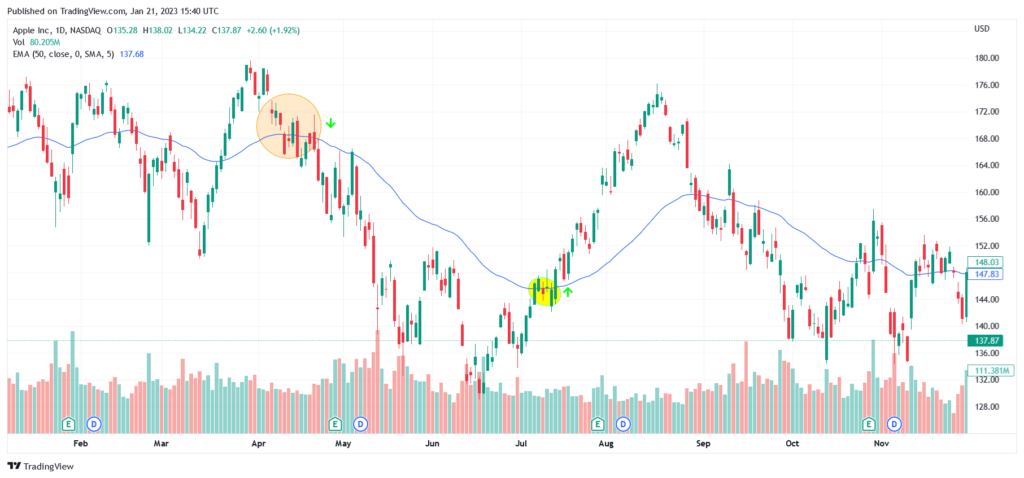 Published on TradingView.com, Jan 21, 2023 15:40 UTC
Apple Inc, 1D, NASDAQ O135.28 H138.02 L134.22 C137.87 +2.60 (+1.92%)
Vol 80.205M
EMA (50, close, 0, SMA, 5) 137.68
USD
180.00
176.00
172.00
168.00
164.00
160.00
156.00
152.00
148.03
147.83
144.00
140.00
137.87
136.00
111.381M
132.00
128.00
E D E D E D E D
Feb Mar Apr May Jun Jul Aug Sep Oct Nov
TradingView